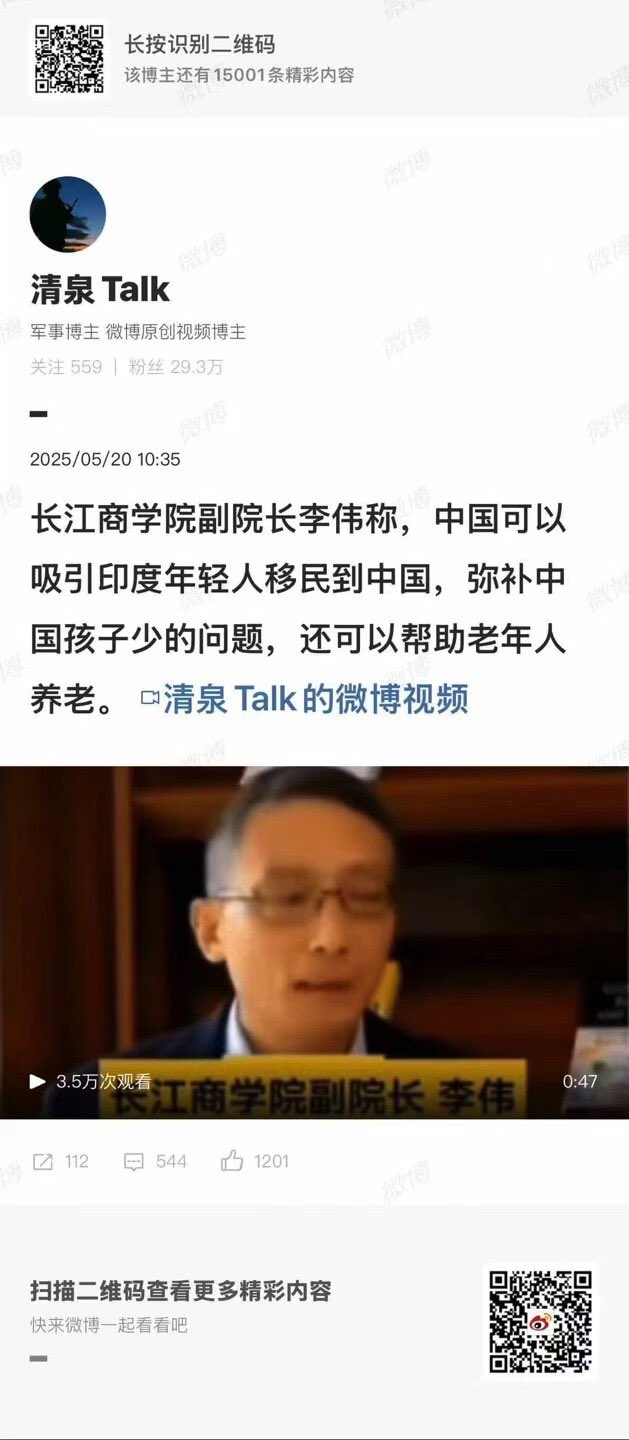 长按识别二维码
该博主还有15001条精彩内容
清泉 Talk
军事博主 微博原创视频博主
关注 559 | 粉丝 29.3万
2025/05/20 10:35
长江商学院副院长李伟称，中国可以
吸引印度年轻人移民到中国，弥补中
国孩子少的问题，还可以帮助老年人
养老。 清泉 Talk 的微博视频
3.5万次观看
0:47
长江商学院副院长 李伟
112
544
1201
扫描二维码查看更多精彩内容
快来微博一起看看吧
微博